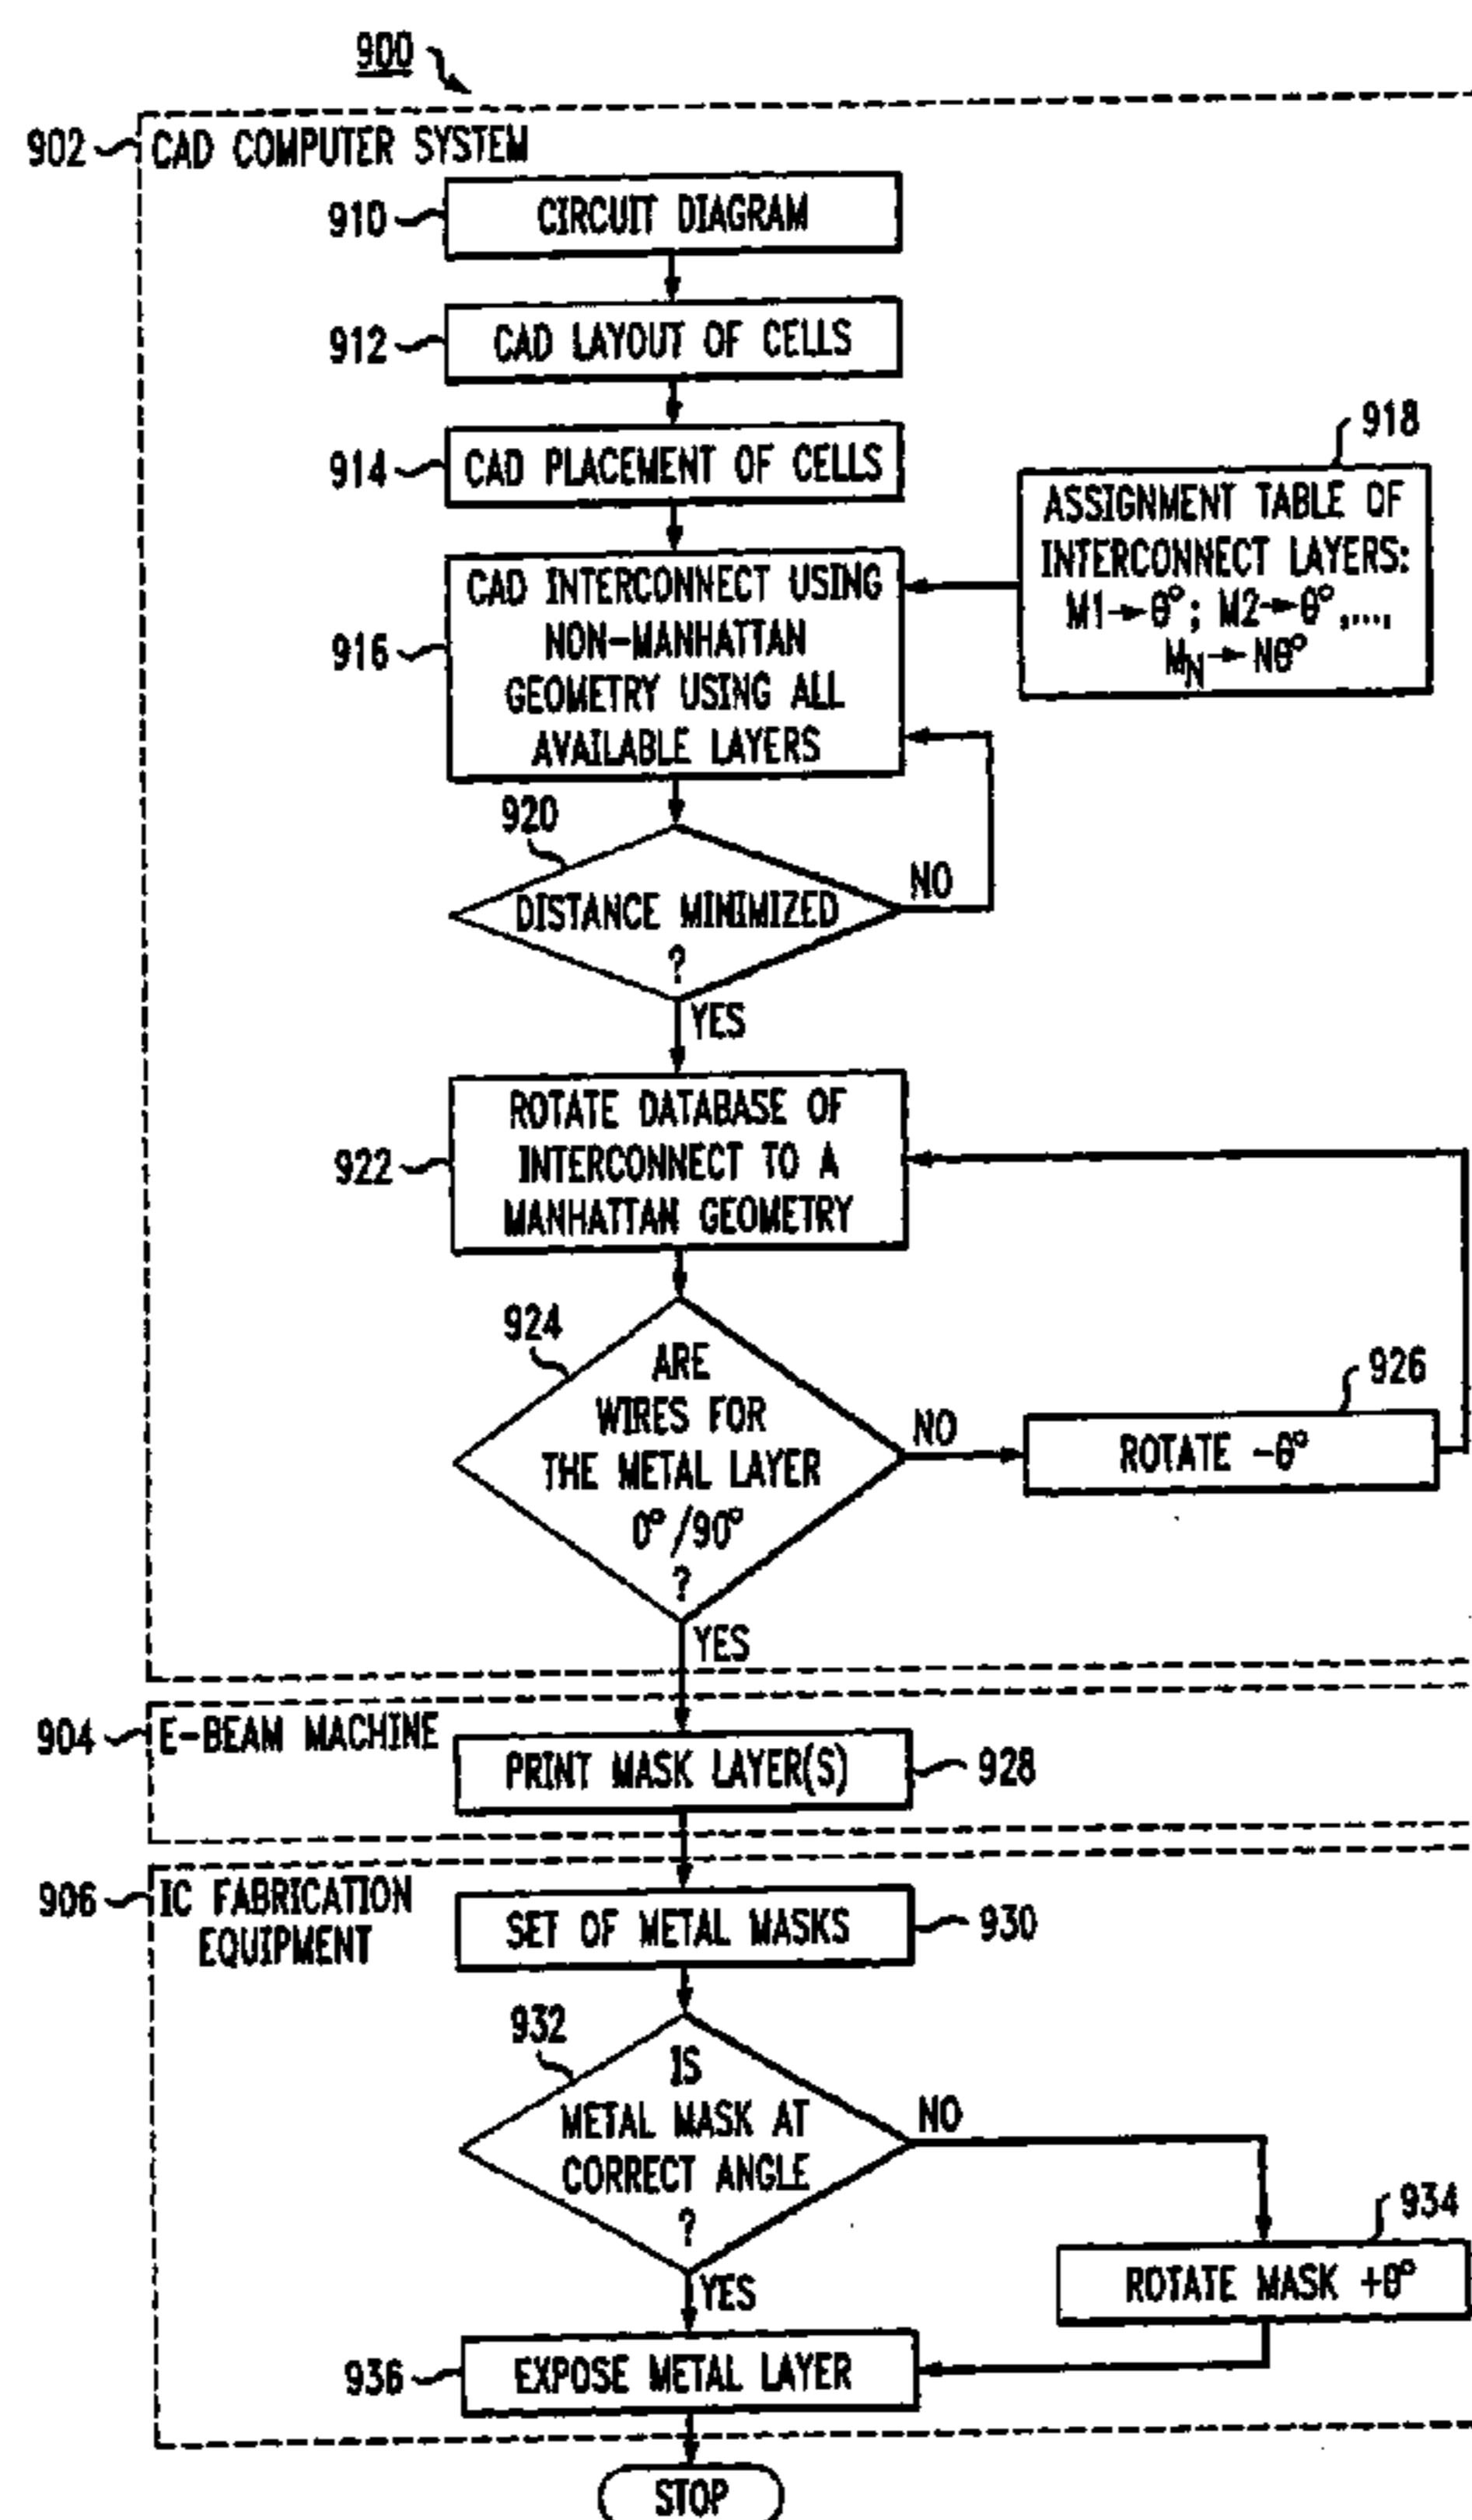 900
902
CAD COMPUTER SYSTEM
910
CIRCUIT DIAGRAM
912
CAD LAYOUT OF CELLS
914
CAD PLACEMENT OF CELLS
918
ASSIGNMENT TABLE OF
INTERCONNECT LAYERS:
M1→θ°; M2→θ°,...,
MN→Nθ°
916
CAD INTERCONNECT USING
NON-MANHATTAN
GEOMETRY USING ALL
AVAILABLE LAYERS
920
DISTANCE MINIMIZED
?
NO
YES
922
ROTATE DATABASE OF
INTERCONNECT TO A
MANHATTAN GEOMETRY
924
ARE
WIRES FOR
THE METAL LAYER
0°/90°
?
NO
926
ROTATE -θ°
YES
904
E-BEAM MACHINE
PRINT MASK LAYER(S)
928
906
IC FABRICATION
EQUIPMENT
SET OF METAL MASKS
930
932
IS
METAL MASK AT
CORRECT ANGLE
?
NO
934
ROTATE MASK +θ°
YES
936
EXPOSE METAL LAYER
STOP